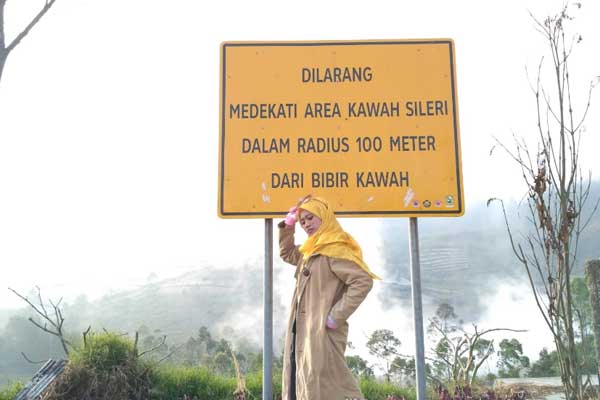 DILARANG
MEDEKATI AREA KAWAH SILERI
DALAM RADIUS 100 METER
DARI BIBIR KAWAH